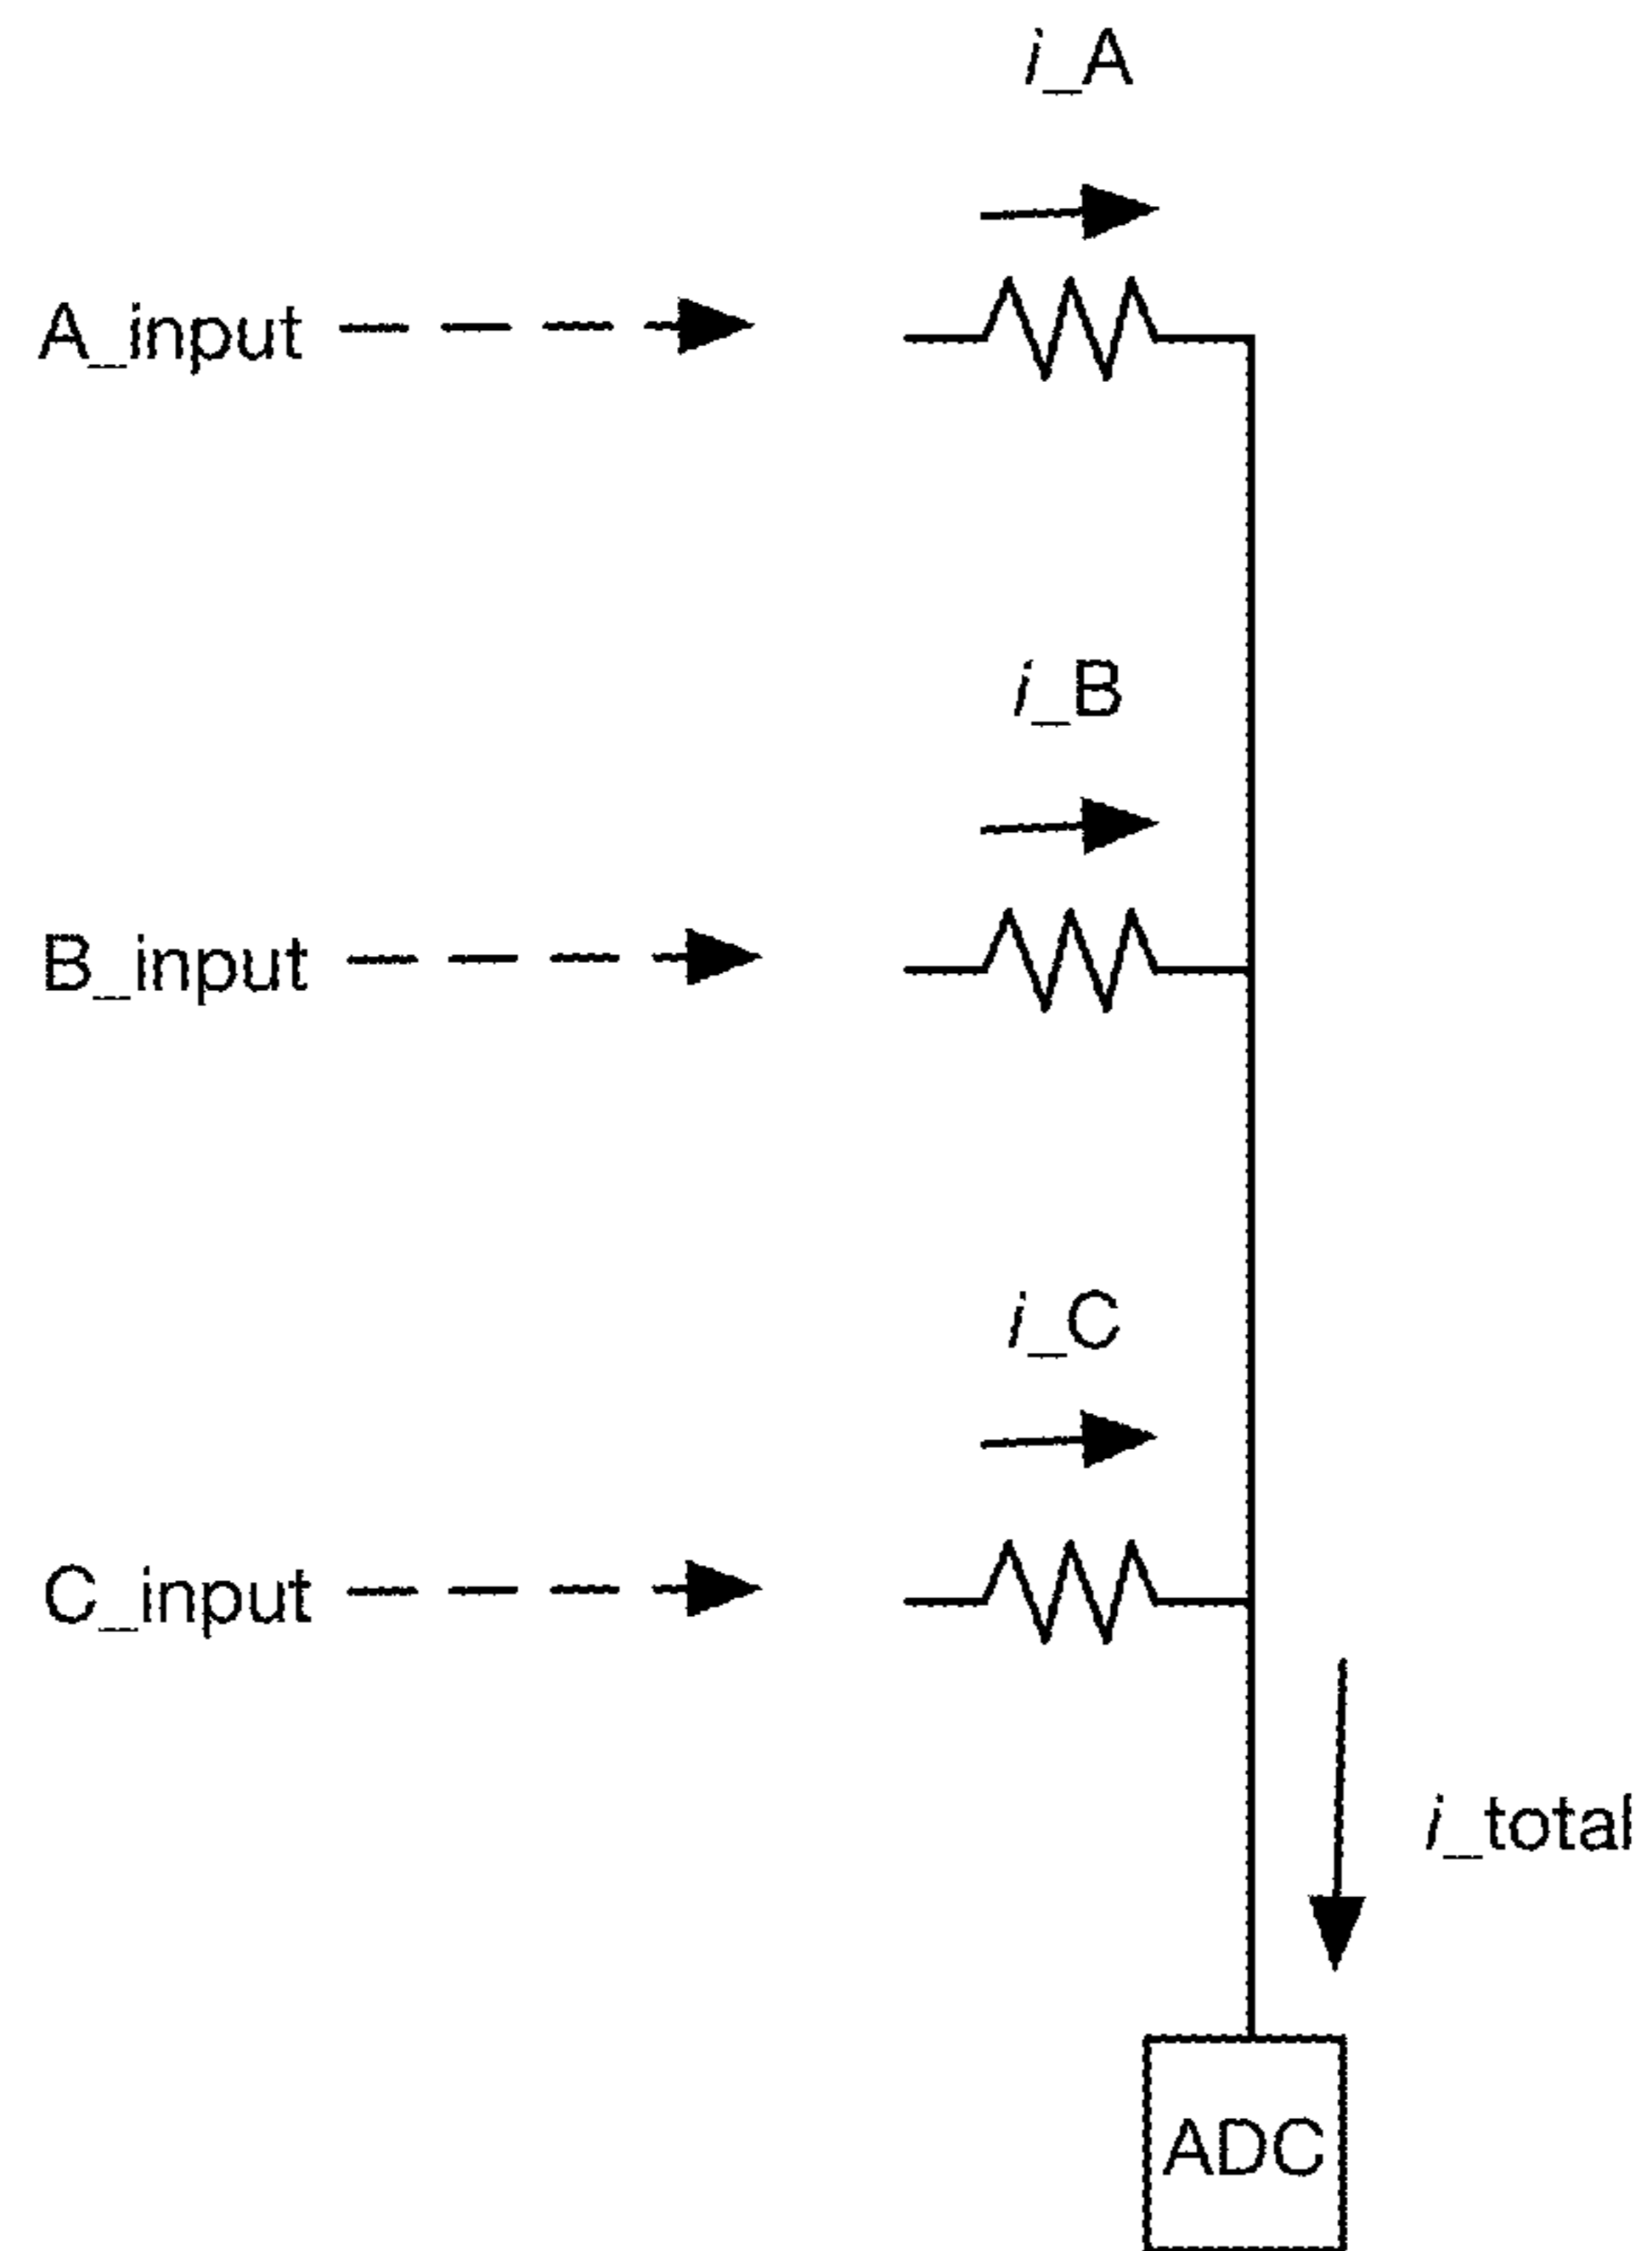 i_A
A_input
i_B
B_input
i_C
C_input
i_total
ADC